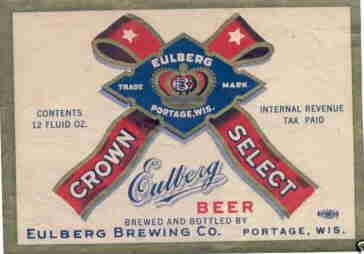 EULBERG
TRADE MARK
PORTAGE, WIS.
CONTENTS
12 FLUID OZ.
INTERNAL REVENUE
TAX PAID
CROWN SELECT
Eulberg
BEER
BREWED AND BOTTLED BY
EULBERG BREWING CO. PORTAGE, WIS.